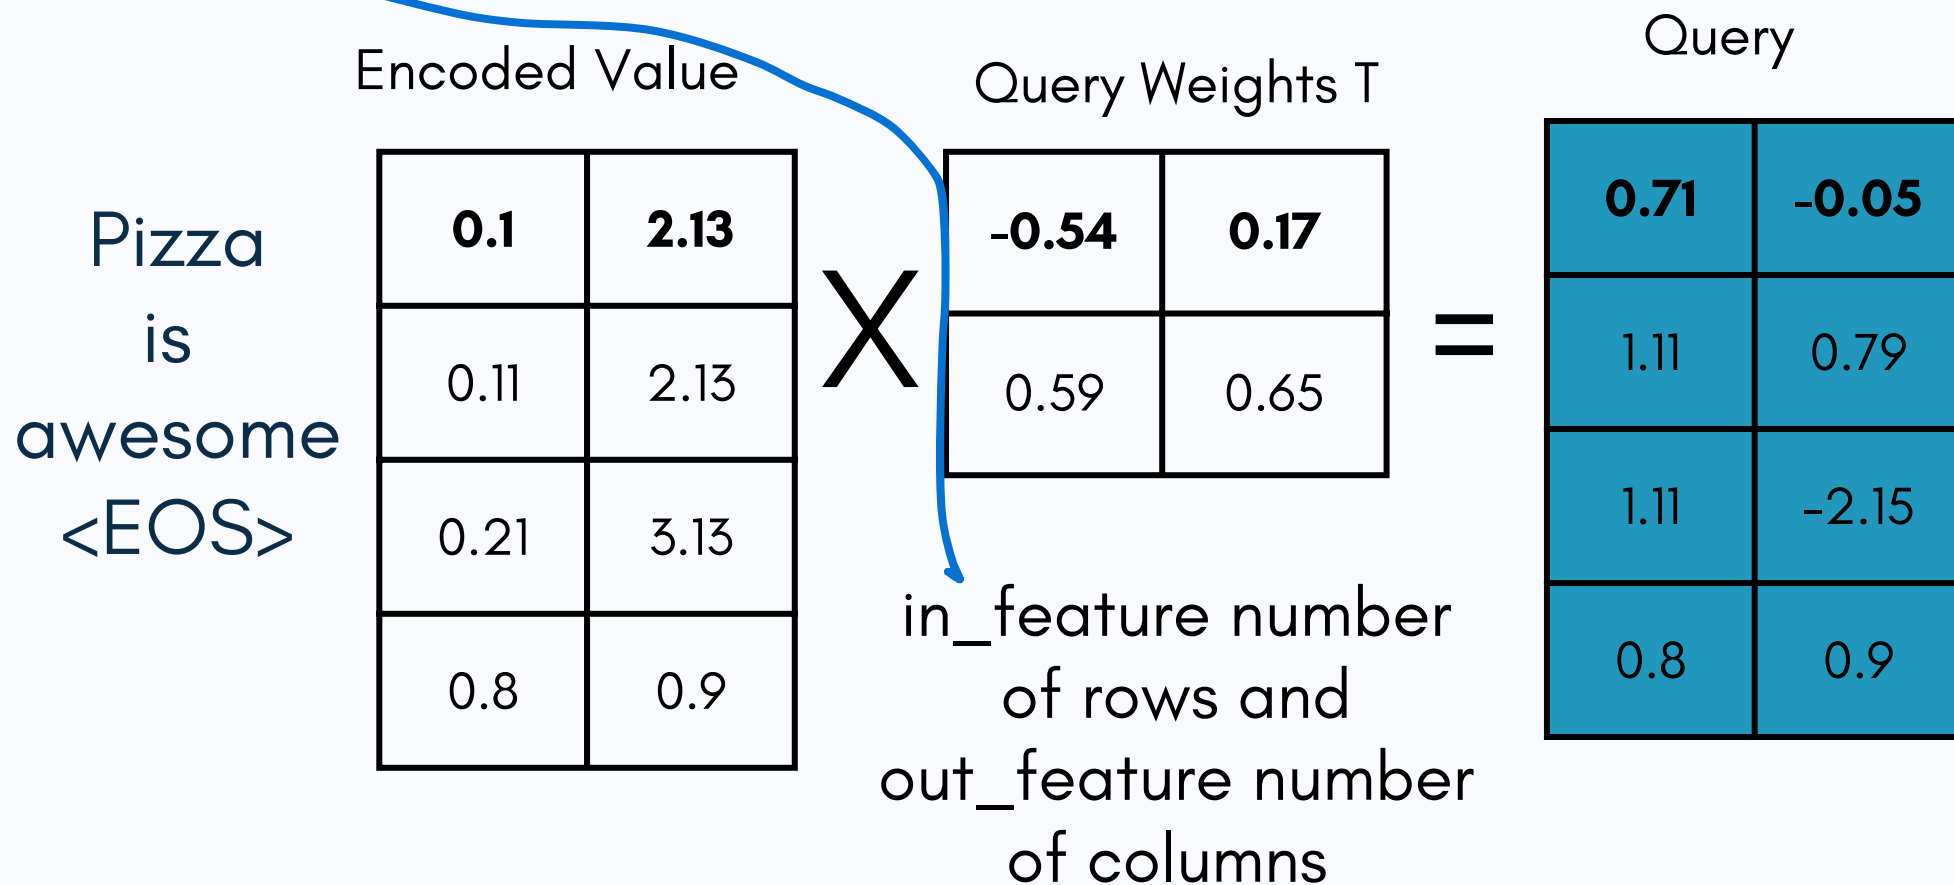 Encoded Value
Query Weights T
Query
Pizza
is
awesome
<EOS>
0.1 2.13
0.11 2.13
0.21 3.13
0.8 0.9
X
-0.54 0.17
0.59 0.65
=
0.71 -0.05
1.11 0.79
1.11 -2.15
0.8 0.9
in_feature number
of rows and
out_feature number
of columns